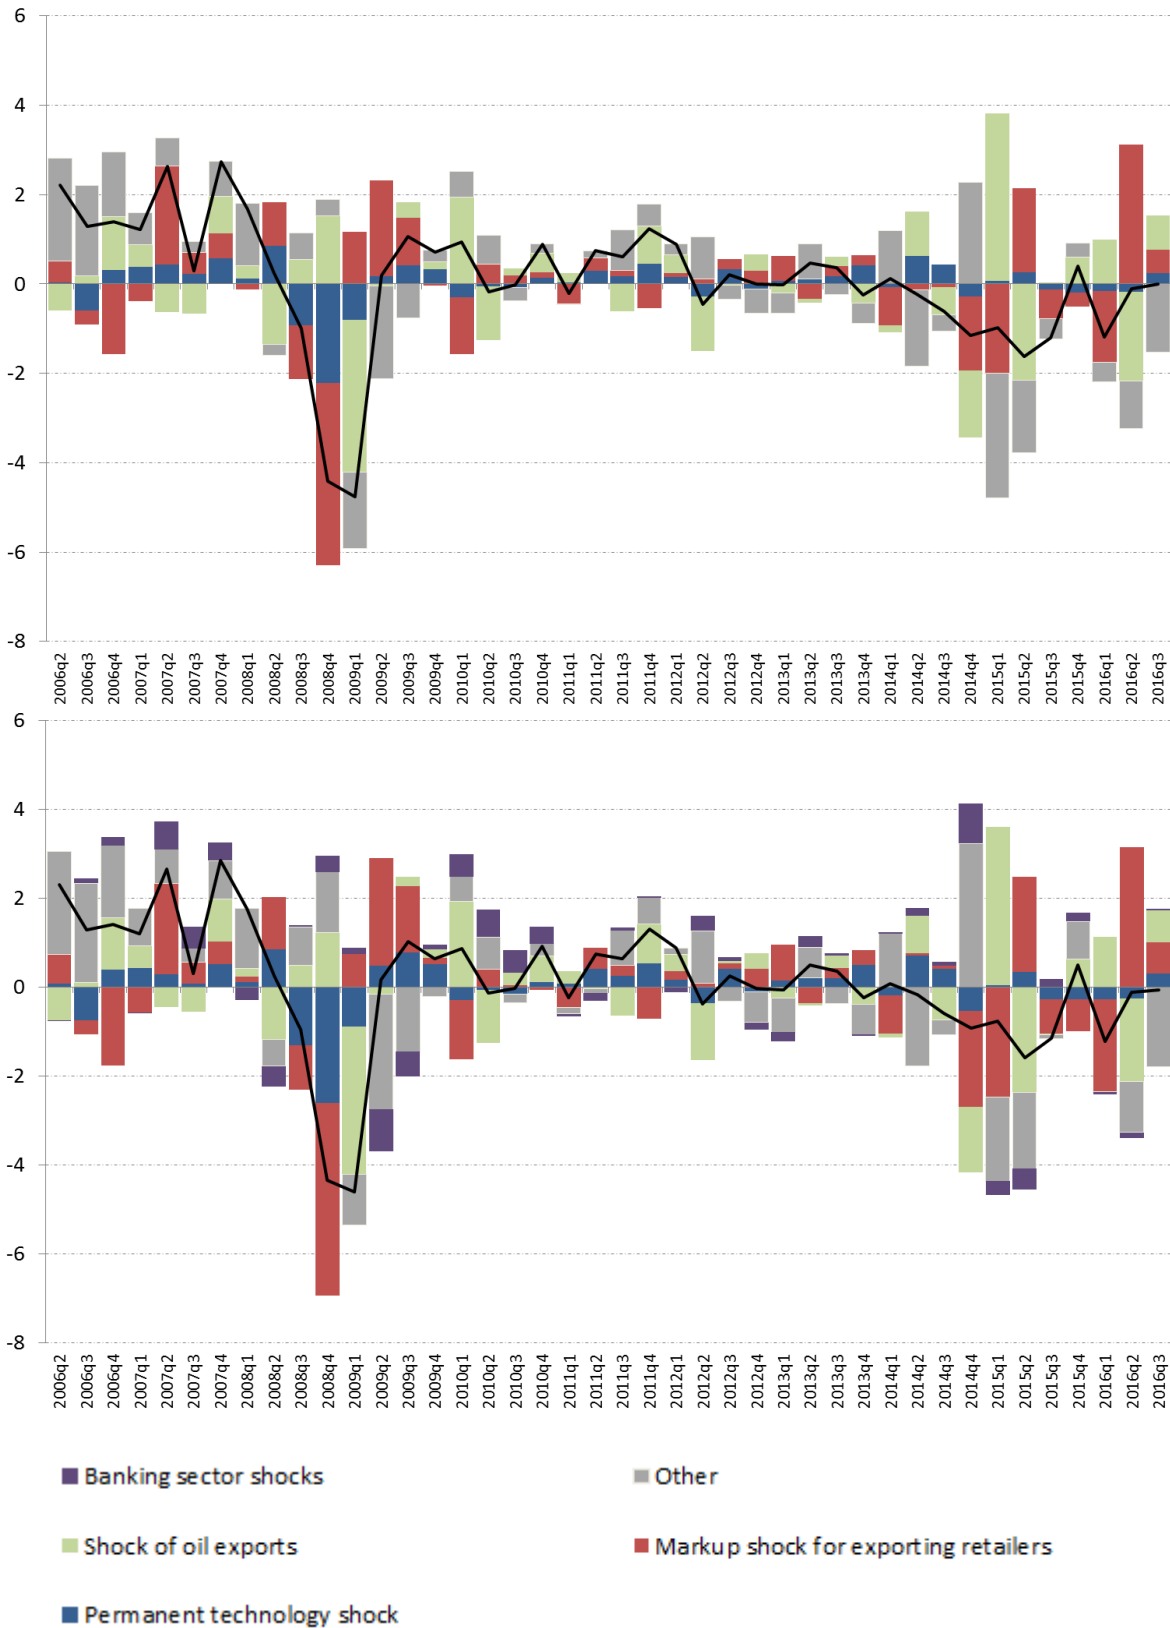 6
4
2
0
-2
-4
-6
-8
2006q2
2006q3
2006q4
2007q1
2007q2
2007q3
2007q4
2008q1
2008q2
2008q3
2008q4
2009q1
2009q2
2009q3
2009q4
2010q1
2010q2
2010q3
2010q4
2011q1
2011q2
2011q3
2011q4
2012q1
2012q2
2012q3
2012q4
2013q1
2013q2
2013q3
2013q4
2014q1
2014q2
2014q3
2014q4
2015q1
2015q2
2015q3
2015q4
2016q1
2016q2
2016q3
6
4
2
0
-2
-4
-6
-8
2006q2
2006q3
2006q4
2007q1
2007q2
2007q3
2007q4
2008q1
2008q2
2008q3
2008q4
2009q1
2009q2
2009q3
2009q4
2010q1
2010q2
2010q3
2010q4
2011q1
2011q2
2011q3
2011q4
2012q1
2012q2
2012q3
2012q4
2013q1
2013q2
2013q3
2013q4
2014q1
2014q2
2014q3
2014q4
2015q1
2015q2
2015q3
2015q4
2016q1
2016q2
2016q3
Banking sector shocks
Other
Shock of oil exports
Markup shock for exporting retailers
Permanent technology shock